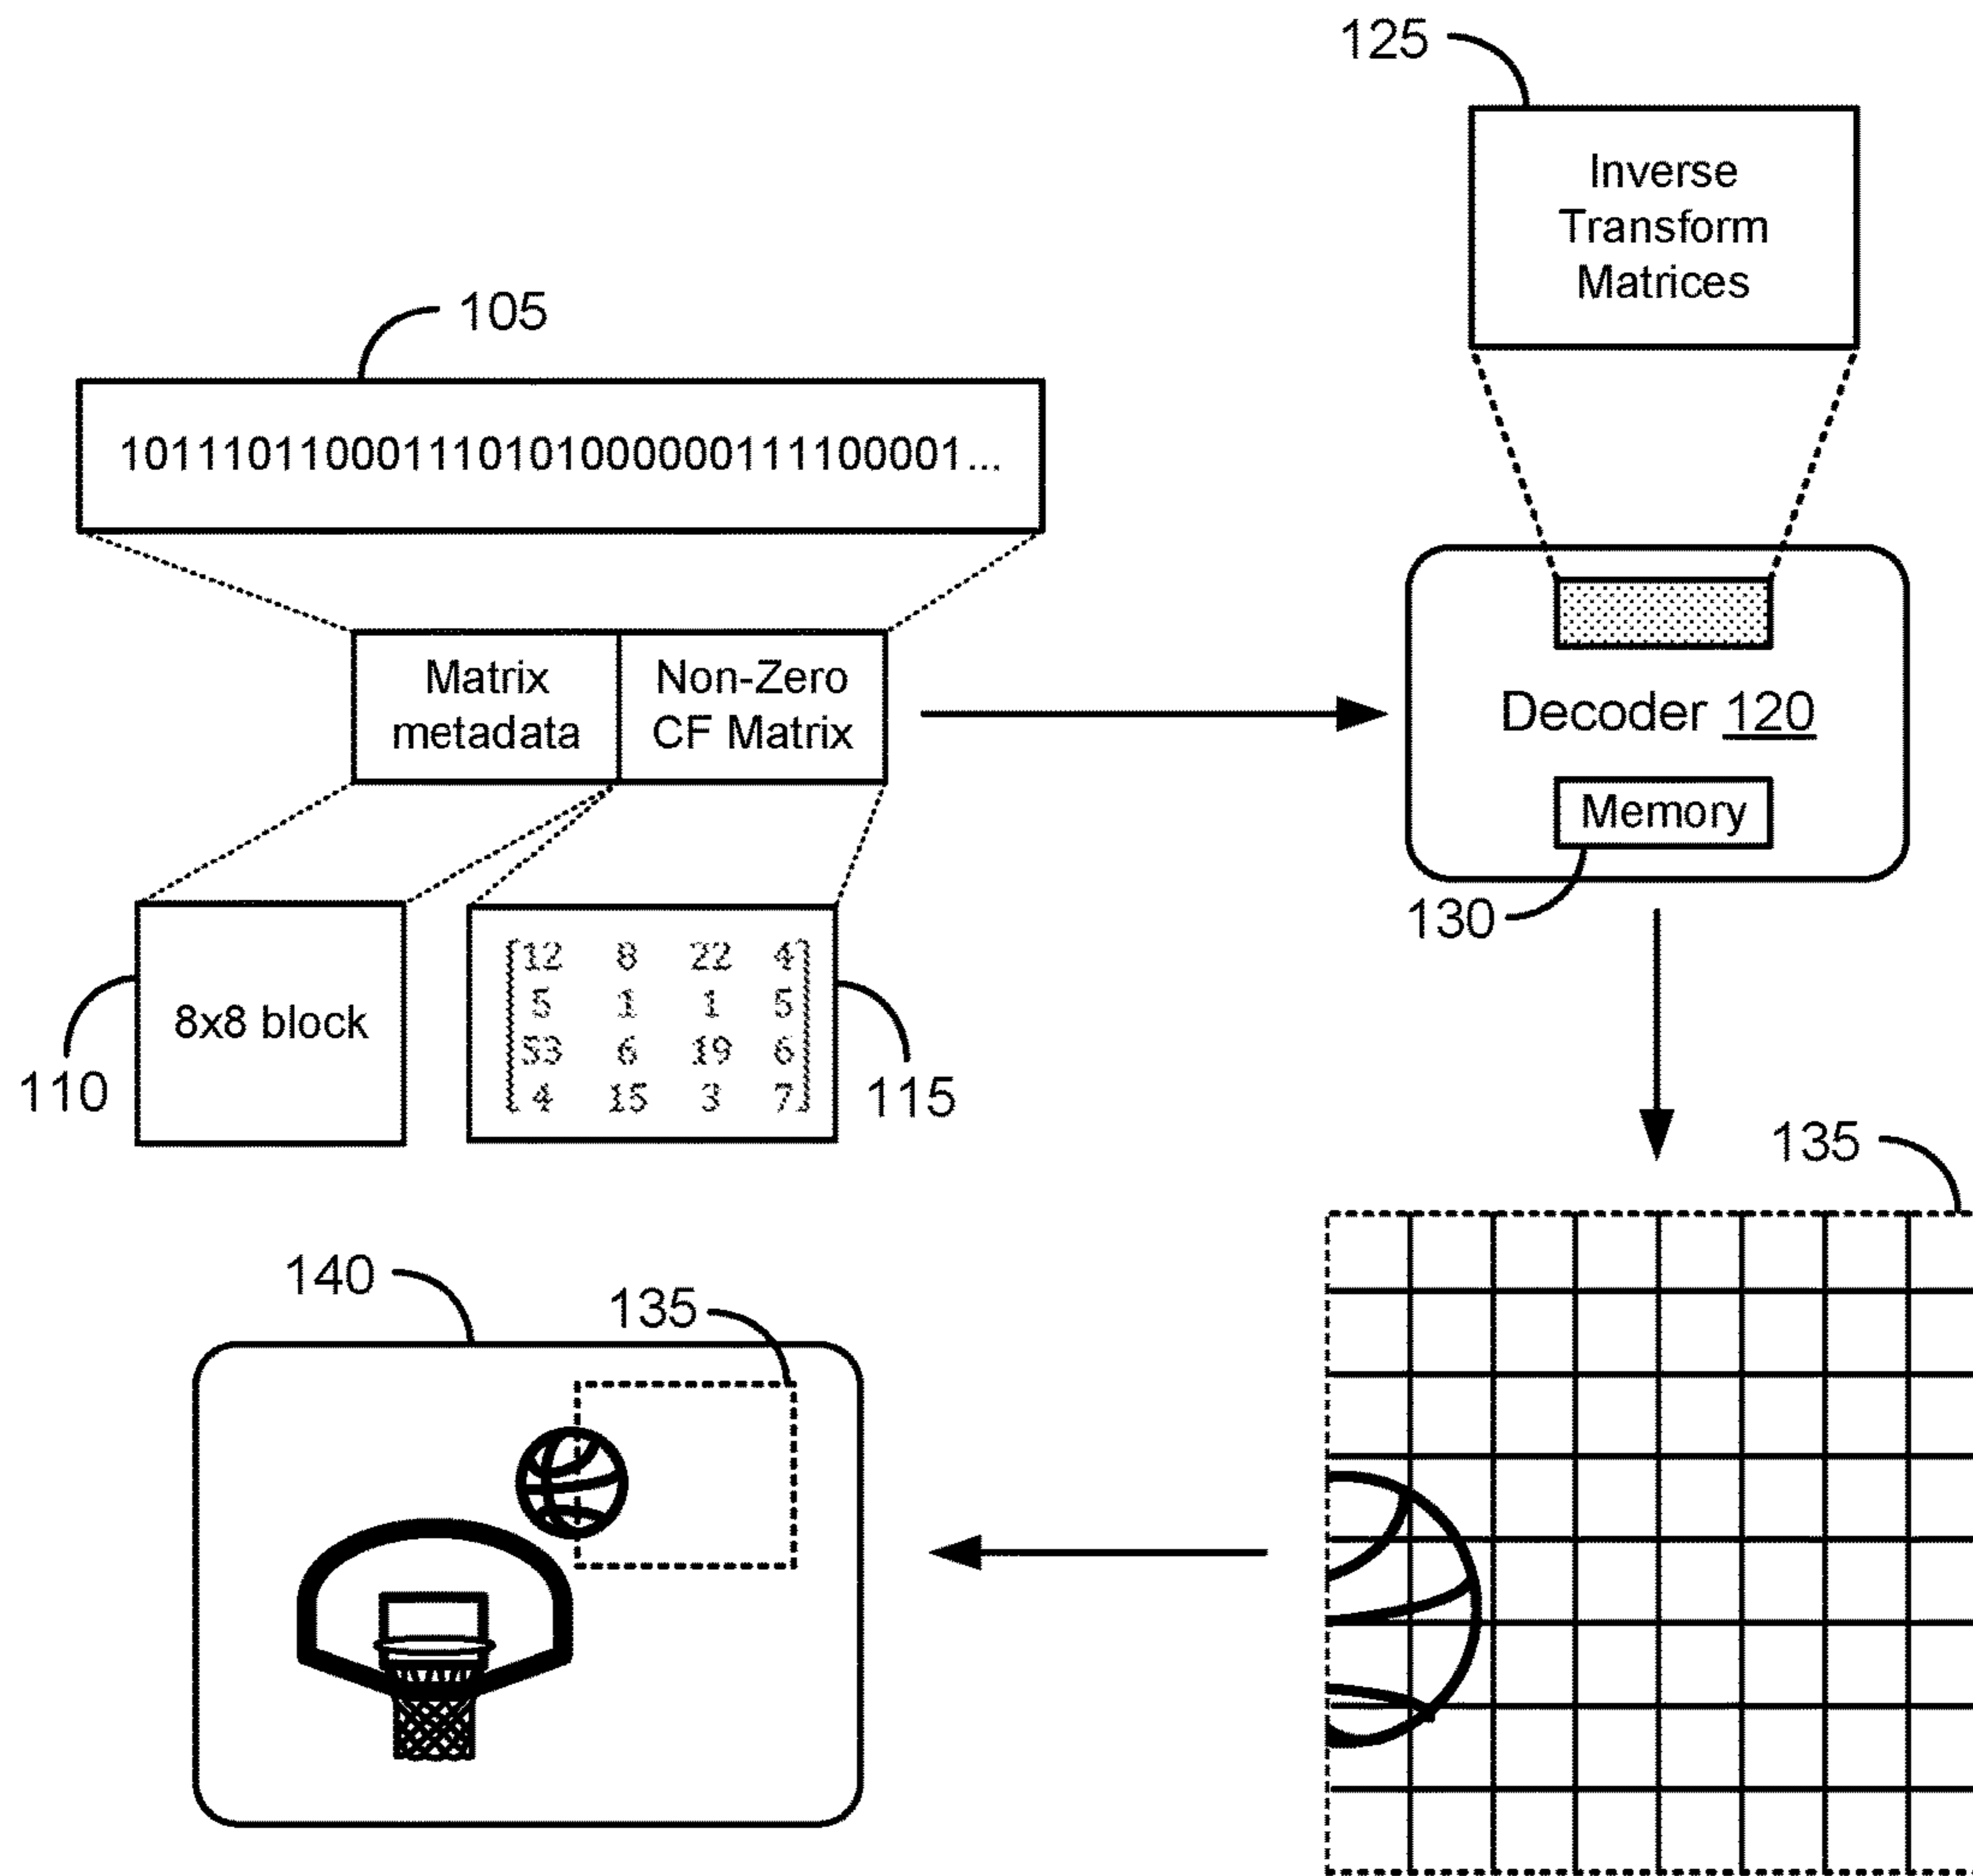 125
Inverse
Transform
Matrices
105
101110110001110101000000111100001...
Matrix
metadata
Non-Zero
CF Matrix
Decoder 120
Memory
130
8x8 block
110
12 8 22 4
5 1 1 5
53 6 19 6
4 15 3 7
115
135
140
135